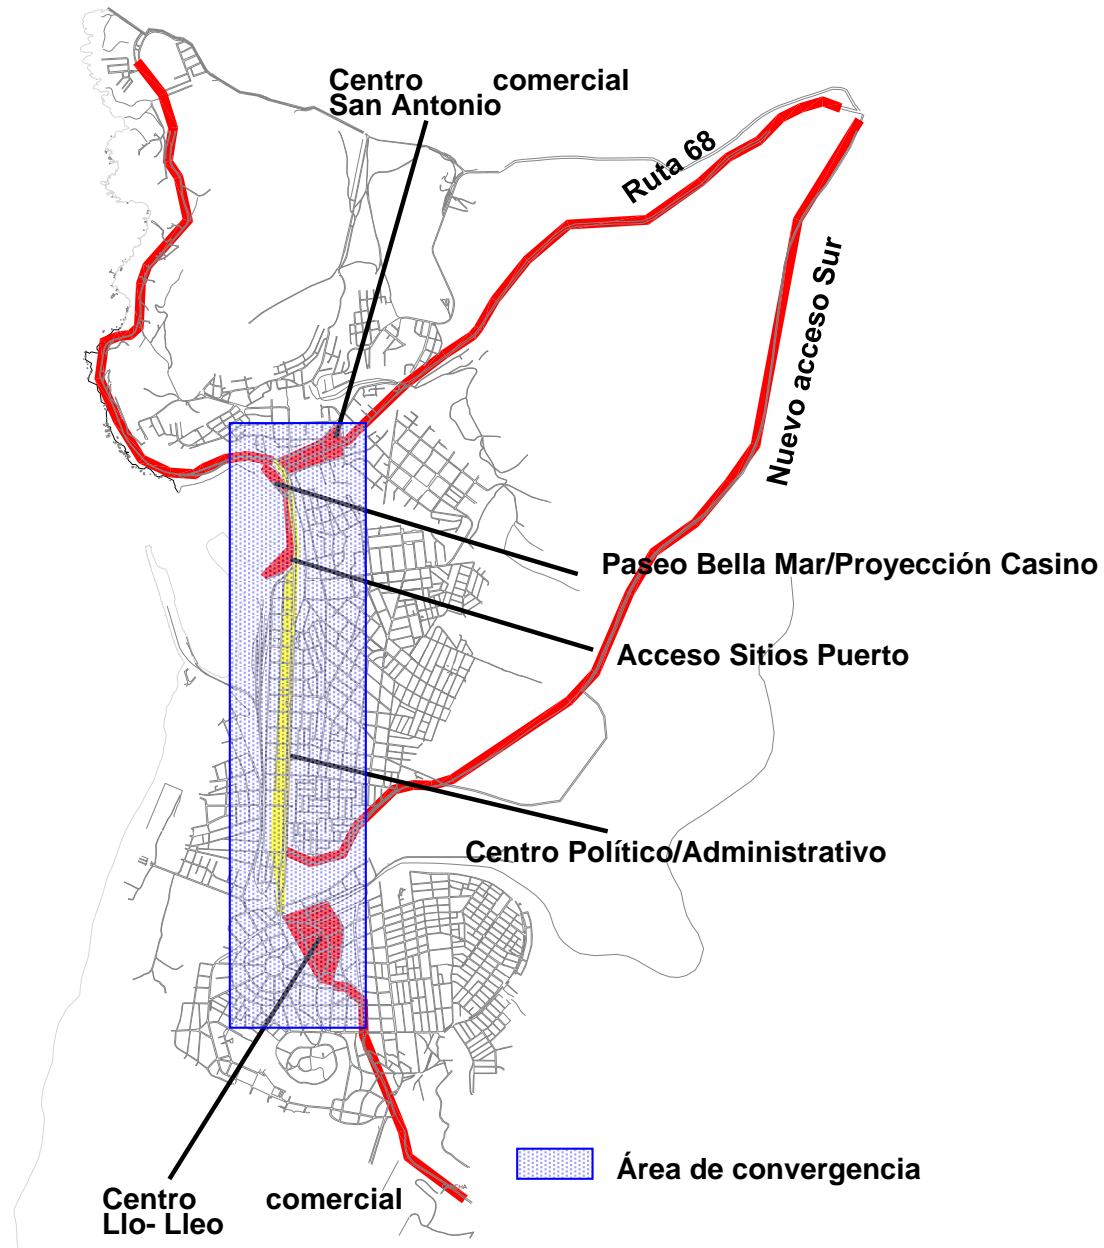 Centro comercial
San Antonio
Ruta 68
Nuevo acceso Sur
Paseo Bella Mar/Proyección Casino
Acceso Sitios Puerto
Centro Político/Administrativo
Área de convergencia
Centro comercial
Llo- Lleo